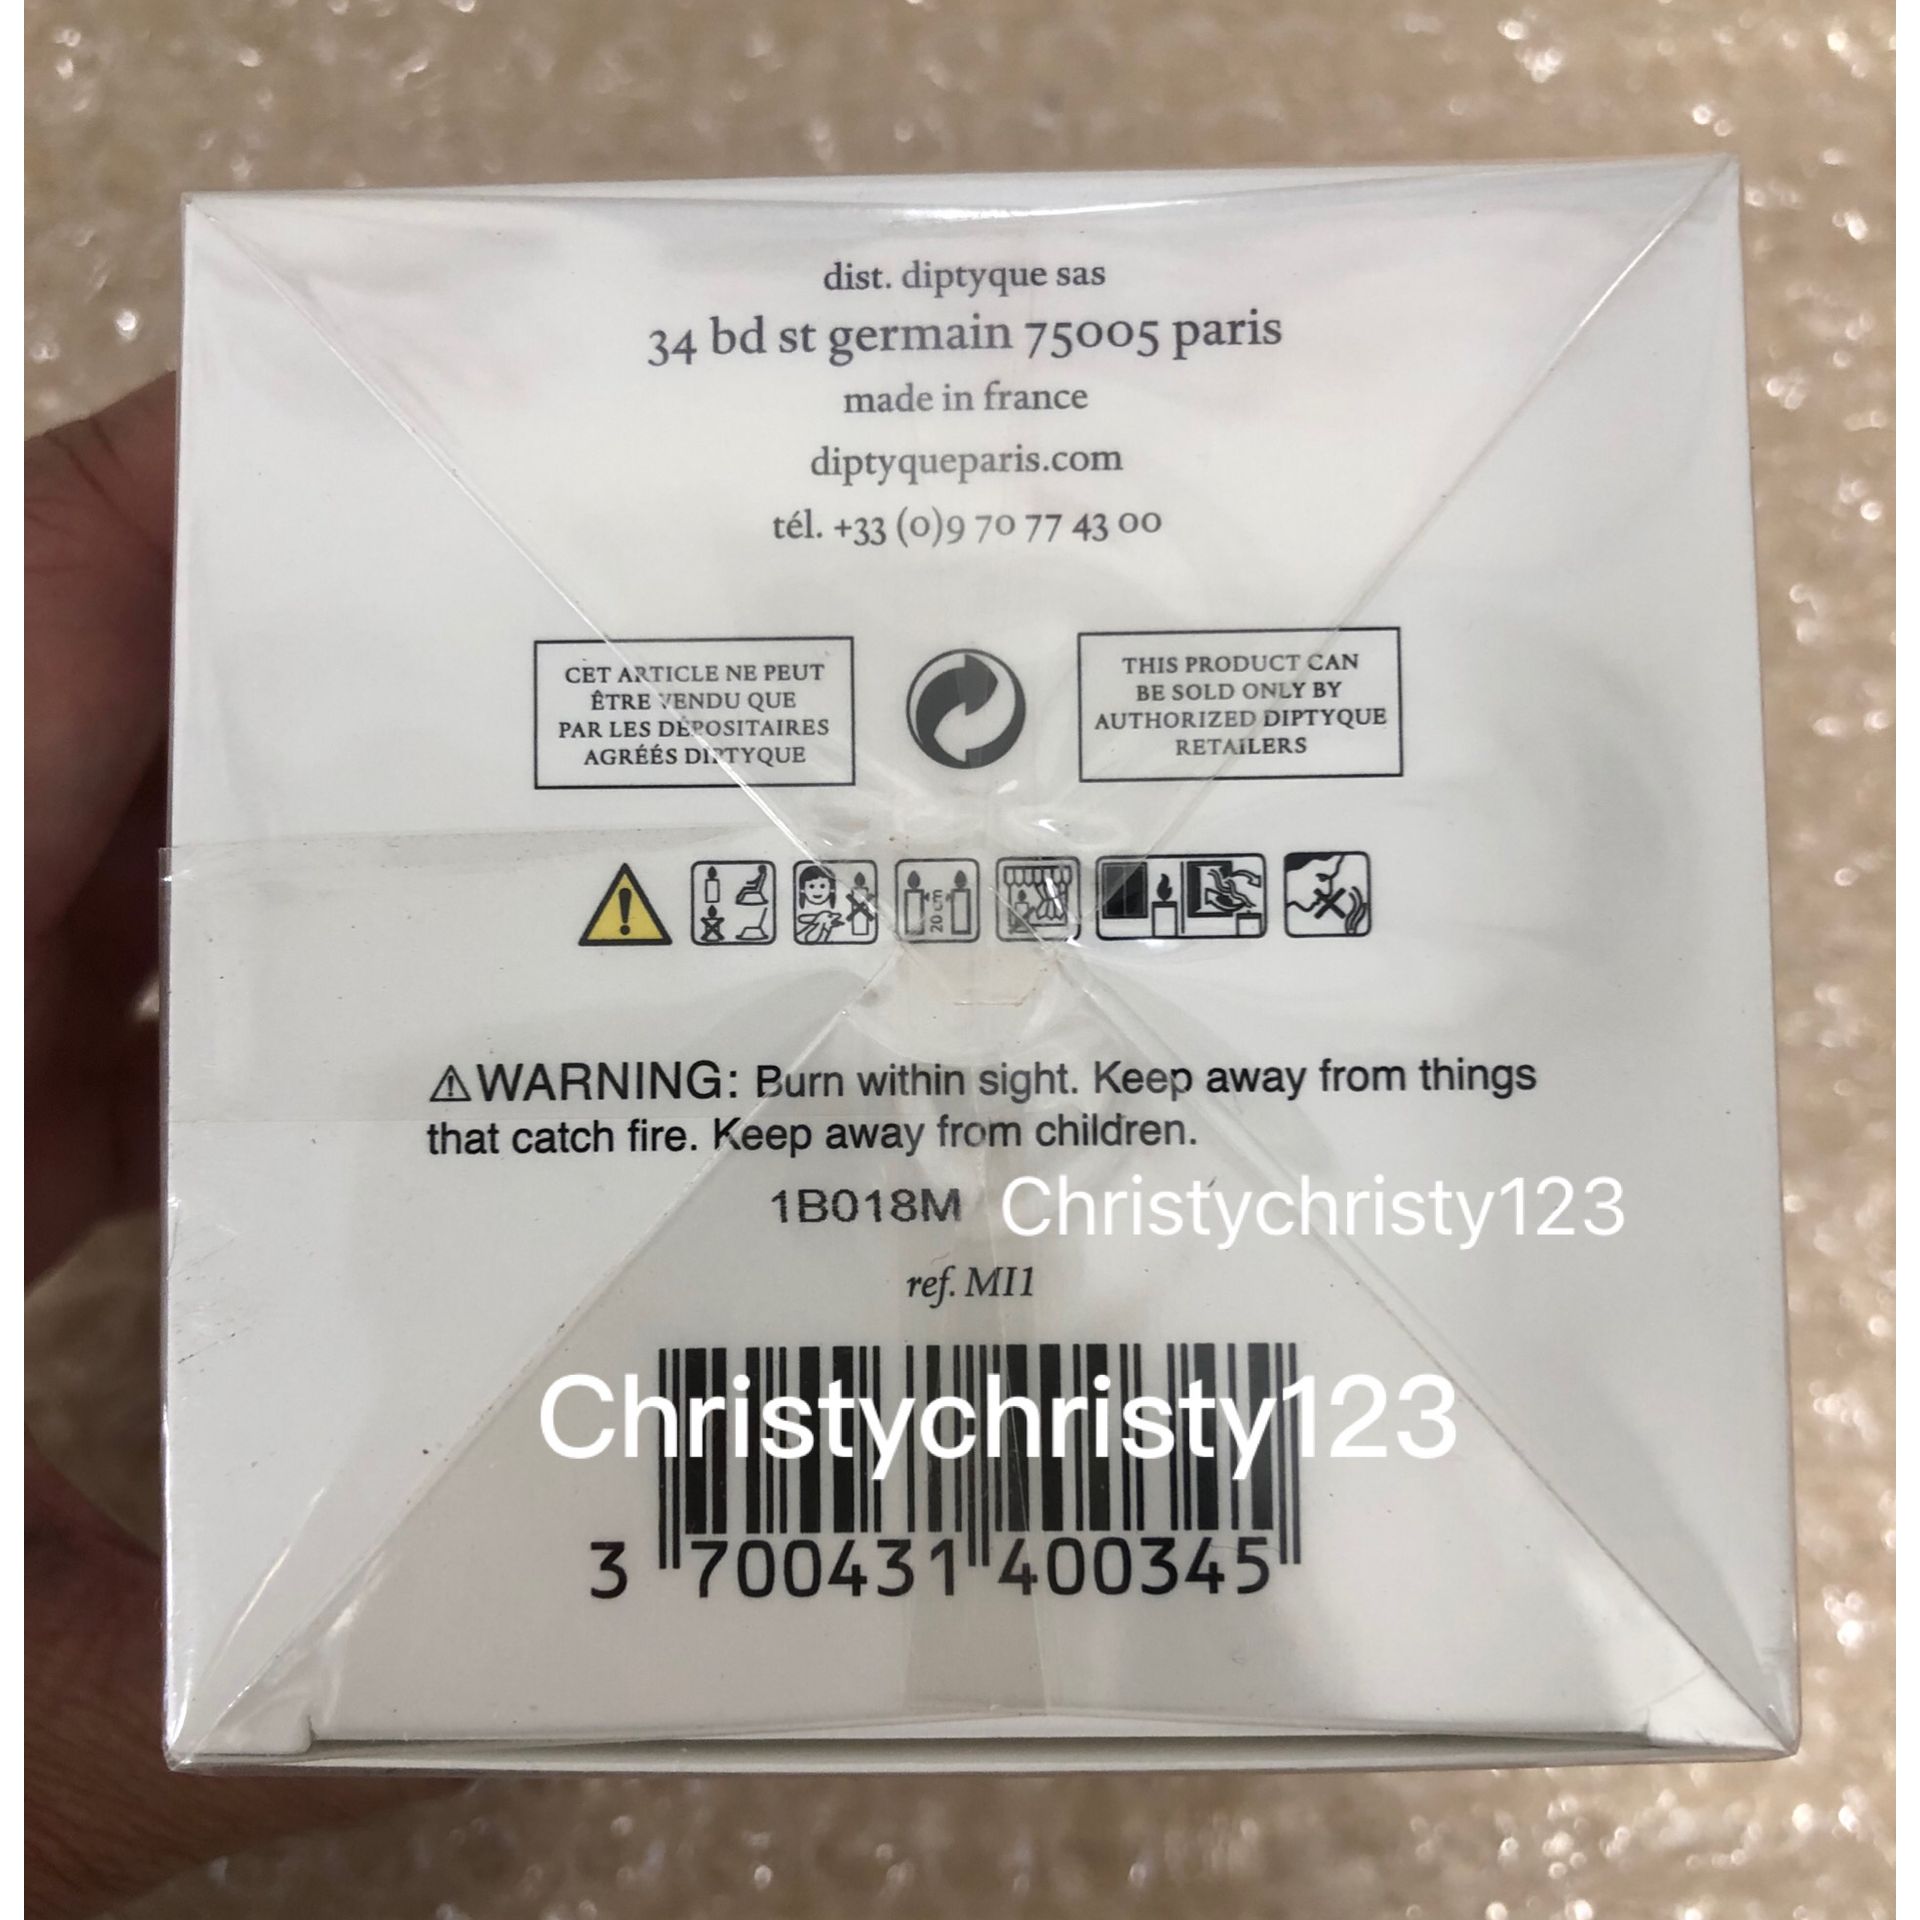 dist. diptyque sas
34 bd st germain 75005 paris
made in france
diptyqueparis.com
tél. +33 (0)9 70 77 43 00
CET ARTICLE NE PEUT
ÊTRE VENDU QUE
PAR LES DÉPOSITAIRES
AGRÉÉS DIPTYQUE
THIS PRODUCT CAN
BE SOLD ONLY BY
AUTHORIZED DIPTYQUE
RETAILERS
20 cm
⚠WARNING: Burn within sight. Keep away from things
that catch fire. Keep away from children.
1B018M Christychristy123
ref. MI1
Christychristy123
3 700431 400345